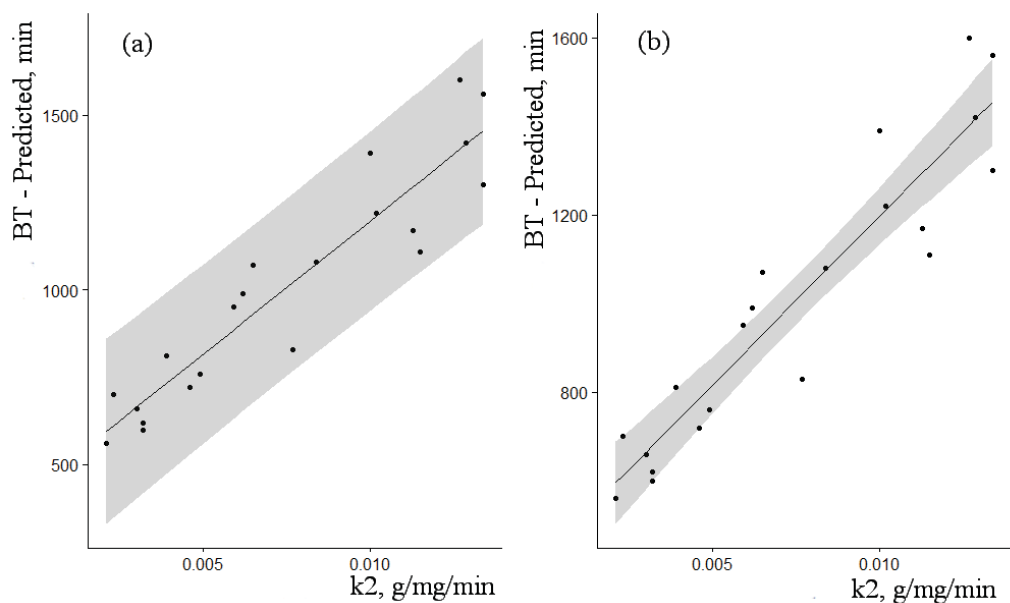 (a)
BT - Predicted, min
1500
1000
500
0.005
0.010
k2, g/mg/min
(b)
BT - Predicted, min
1600
1200
800
0.005
0.010
k2, g/mg/min